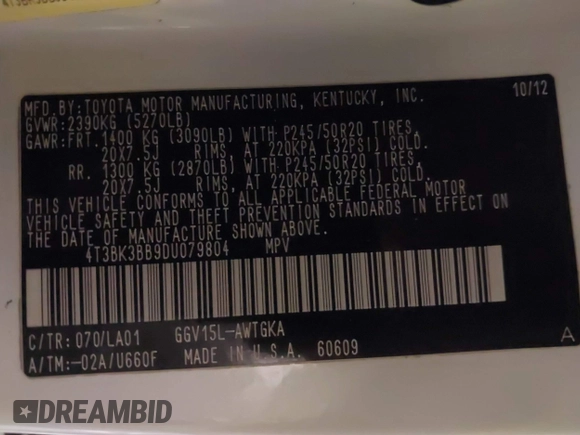 MFD.BY:TOYOTA MOTOR MANUFACTURING, KENTUCKY, INC.
10/12
GVWR:2390KG (5270LB)
GAWR:FRT.1400 KG (3090LB) WITH P245/50R20 TIRES,
20X7.5J RIMS, AT 220KPA (32PSI) COLD.
RR. 1300 KG (2870LB) WITH P245/50R20 TIRES,
20X7.5J RIMS, AT 220KPA (32PSI) COLD.
THIS VEHICLE CONFORMS TO ALL APPLICABLE FEDERAL MOTOR
VEHICLE SAFETY AND THEFT PREVENTION STANDARDS IN EFFECT ON
THE DATE OF MANUFACTURE SHOWN ABOVE.
4T3BK3BB9DU079804 MPV
C/TR: 070/LA01 GGV15L-AWTGKA
A/TM:-02A/U660F MADE IN U.S.A. 60609
A
DREAMBID